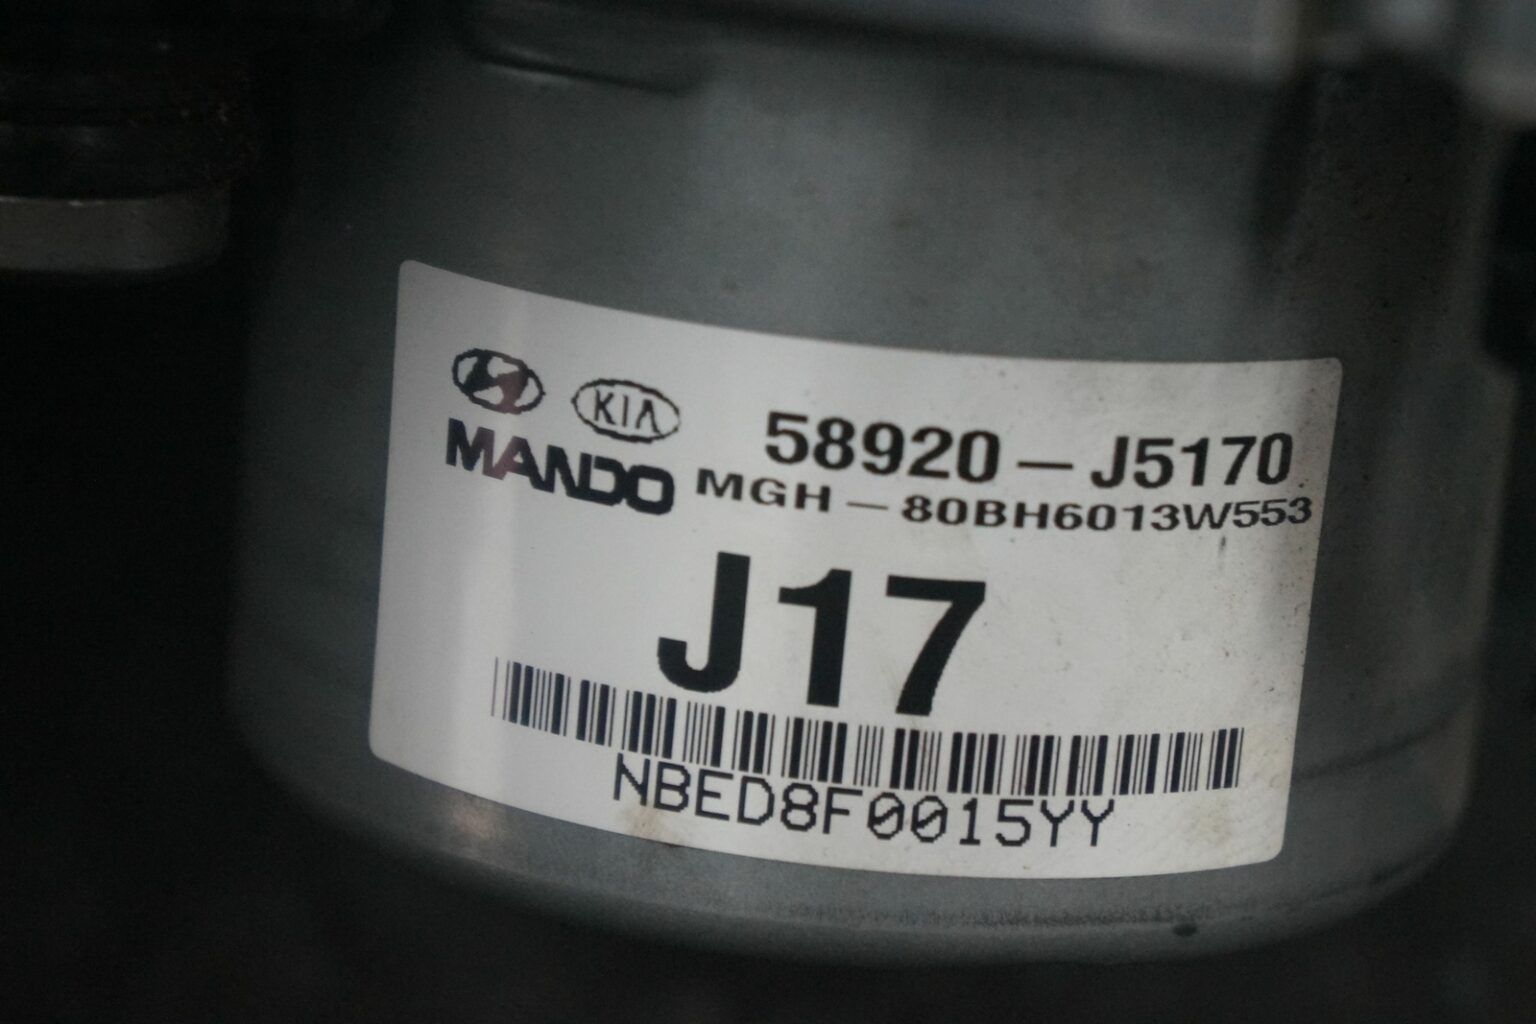 KIA
MANDO
58920-J5170
MGH-80BH6013W553
J17
NBED8F0015YY